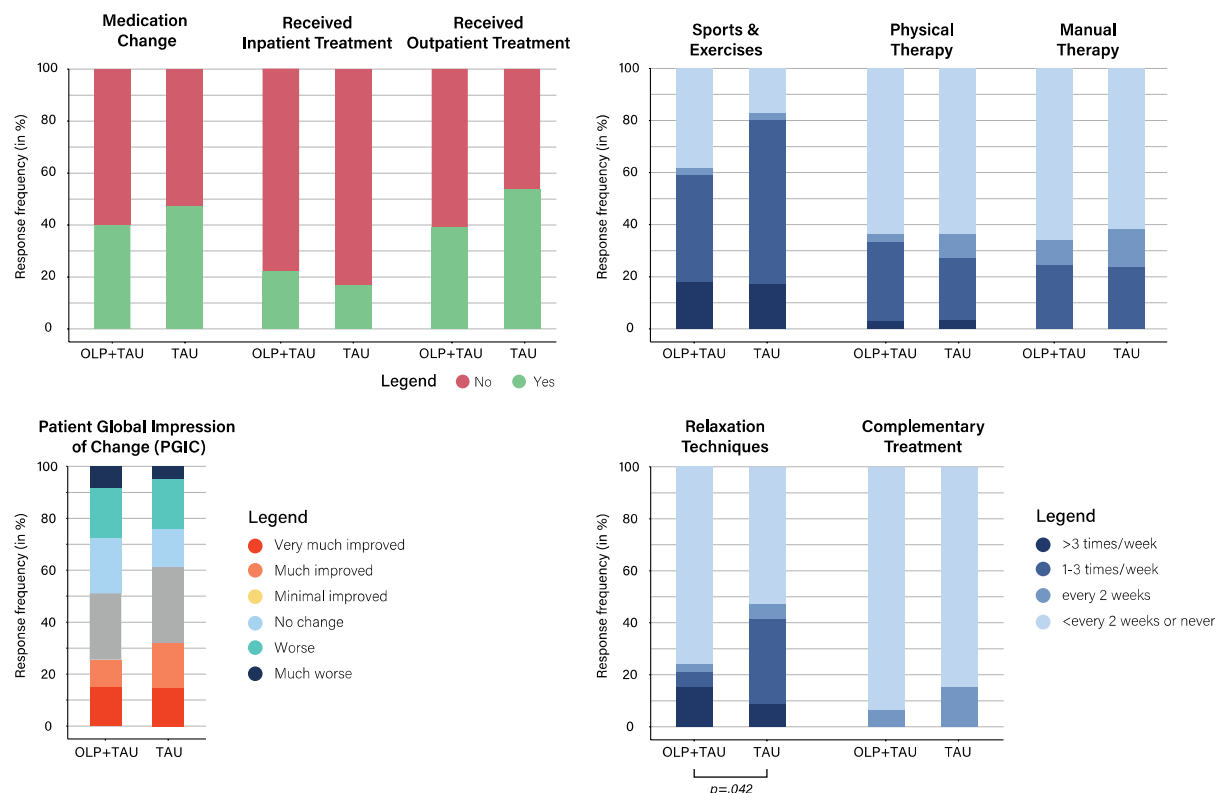 Medication
Change
Received
Inpatient Treatment
Received
Outpatient Treatment
Response frequency (in %)
100
80
60
40
20
0
OLP+TAU
TAU
OLP+TAU
TAU
OLP+TAU
TAU
Legend
No
Yes
Sports &
Exercises
Physical
Therapy
Manual
Therapy
Response frequency (in %)
100
80
60
40
20
0
OLP+TAU
TAU
OLP+TAU
TAU
OLP+TAU
TAU
Patient Global Impression
of Change (PGIC)
Response frequency (in %)
100
80
60
40
20
0
OLP+TAU
TAU
Legend
Very much improved
Much improved
Minimal improved
No change
Worse
Much worse
Relaxation
Techniques
Complementary
Treatment
Response frequency (in %)
100
80
60
40
20
0
OLP+TAU
TAU
OLP+TAU
TAU
p=.042
Legend
>3 times/week
1-3 times/week
every 2 weeks
<every 2 weeks or never